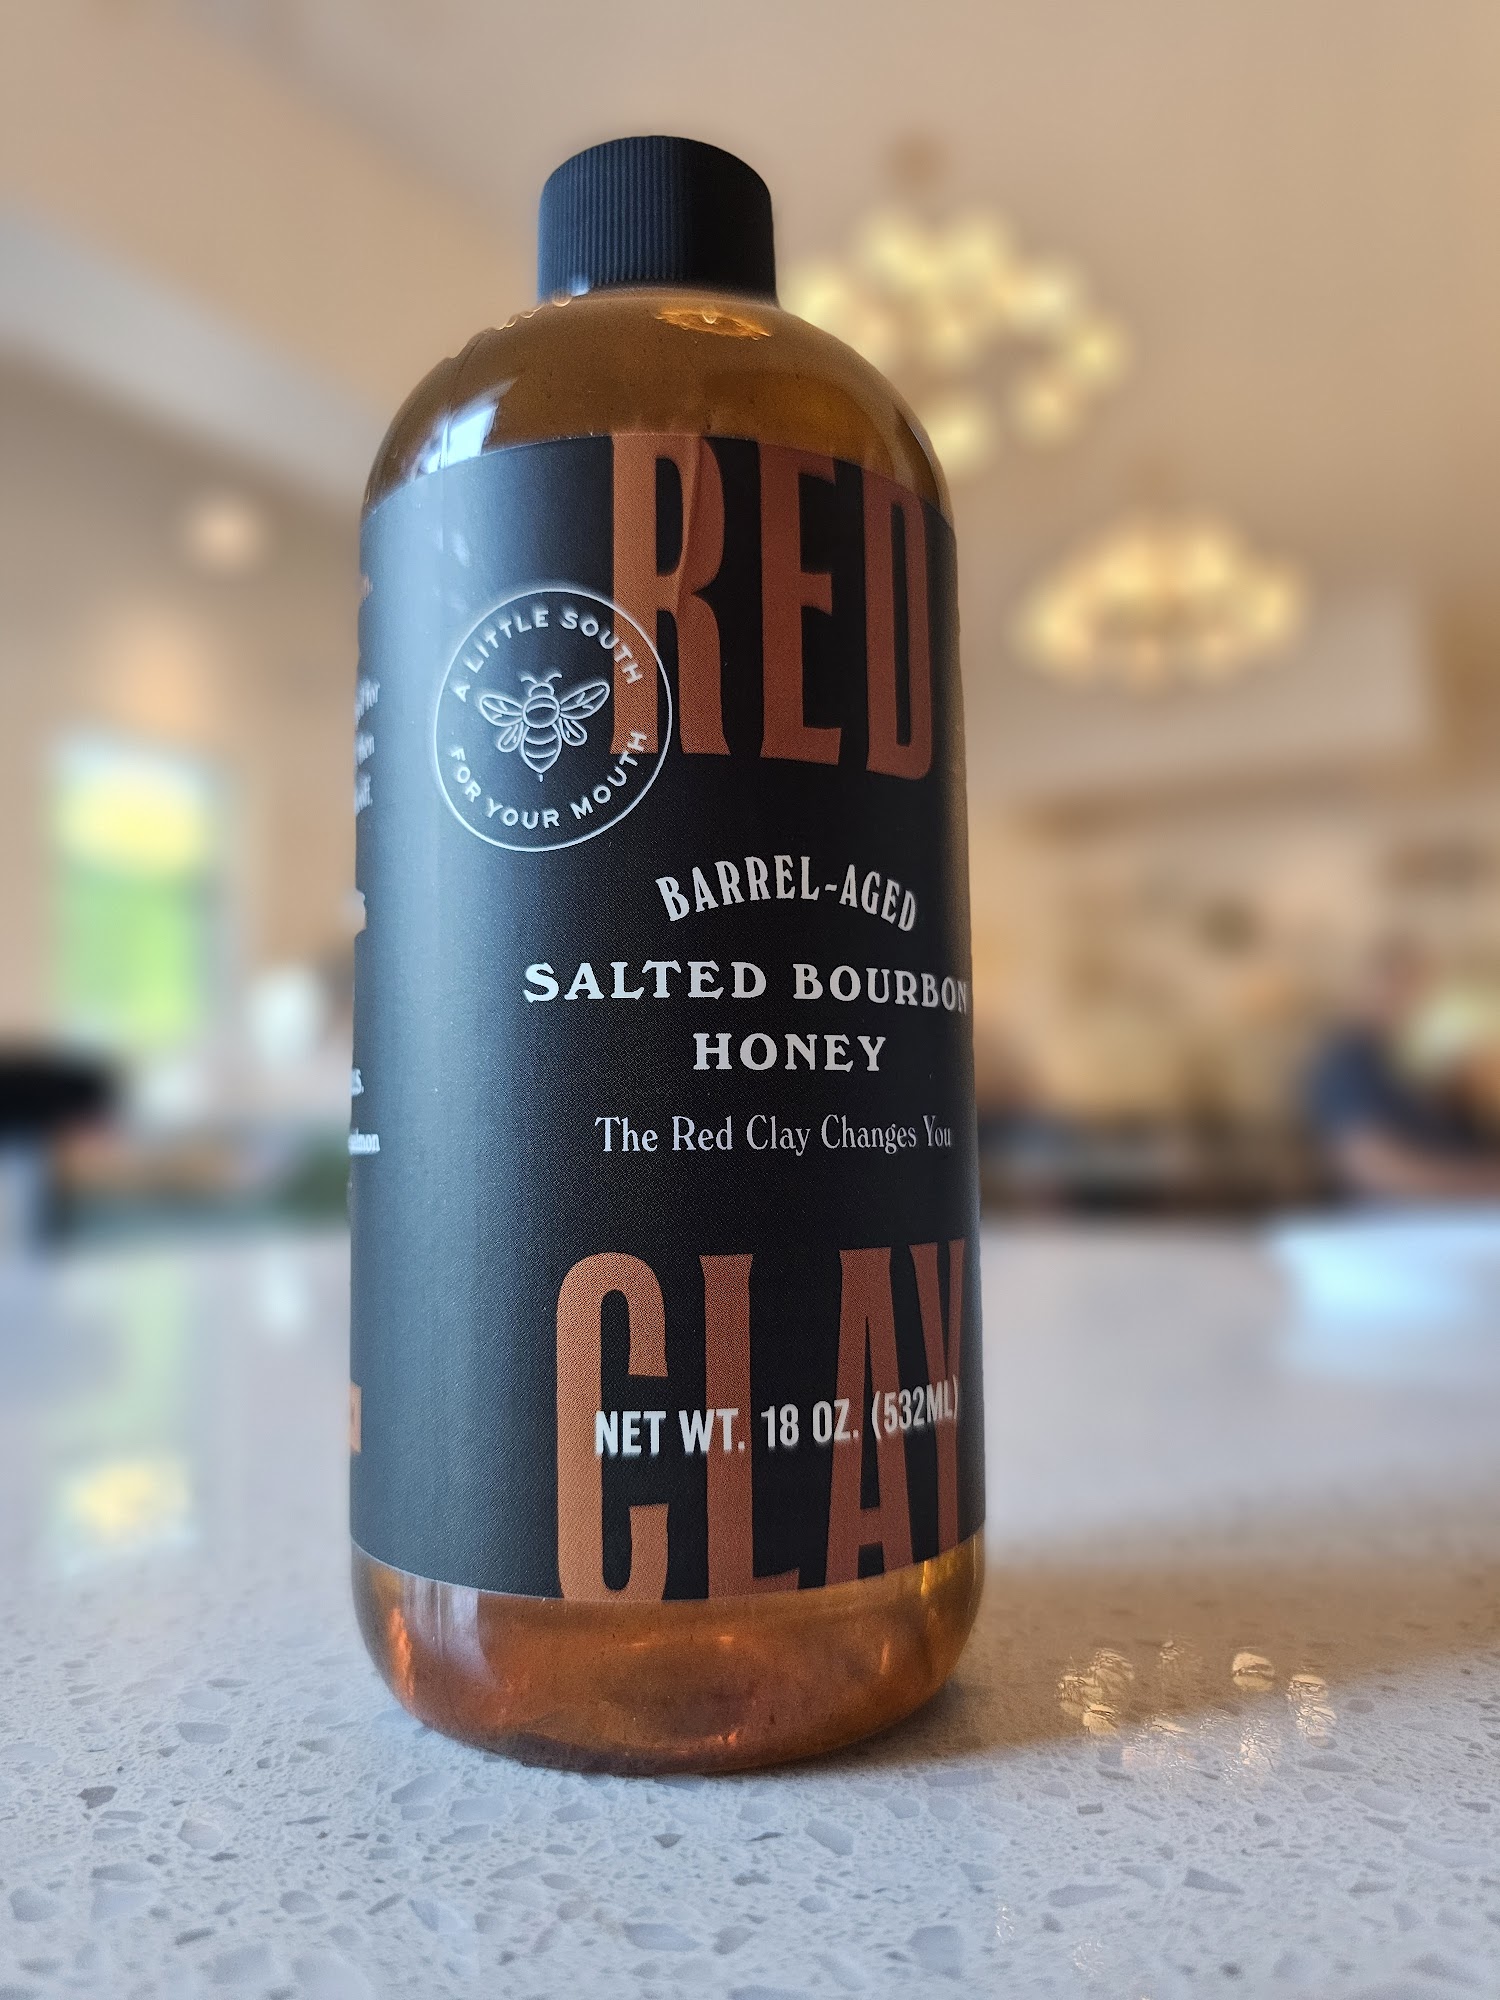 RED
A LITTLE SOUTH
FOR YOUR MOUTH
BARREL-AGED
SALTED BOURBON
HONEY
The Red Clay Changes You
CLAY
NET WT. 18 OZ. (532ML)